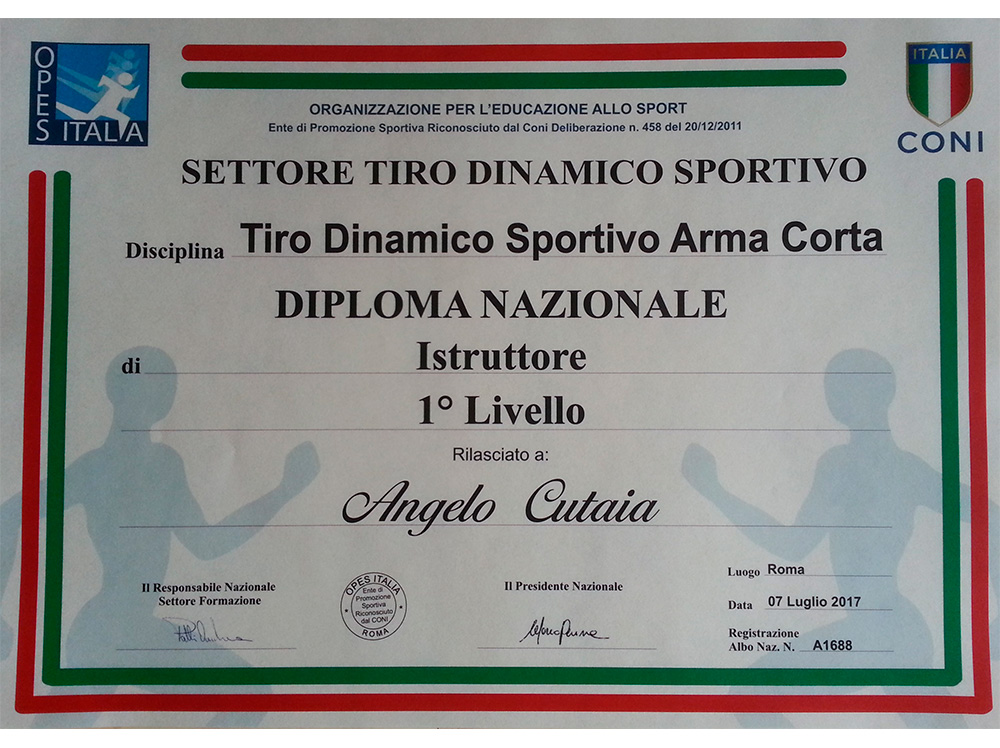 OPES ITALIA
ITALIA
CONI
ORGANIZZAZIONE PER L'EDUCAZIONE ALLO SPORT
Ente di Promozione Sportiva Riconosciuto dal Coni Deliberazione n. 458 del 20/12/2011
SETTORE TIRO DINAMICO SPORTIVO
Disciplina Tiro Dinamico Sportivo Arma Corta
DIPLOMA NAZIONALE
di Istruttore
1° Livello
Rilasciato a:
Angelo Cutaia
Il Responsabile Nazionale
Settore Formazione
OPES ITALIA
Ente di
Promozione
Sportiva
Riconosciuto
dal CONI
ROMA
Il Presidente Nazionale
Luogo Roma
Data 07 Luglio 2017
Registrazione
Albo Naz. N. A1688